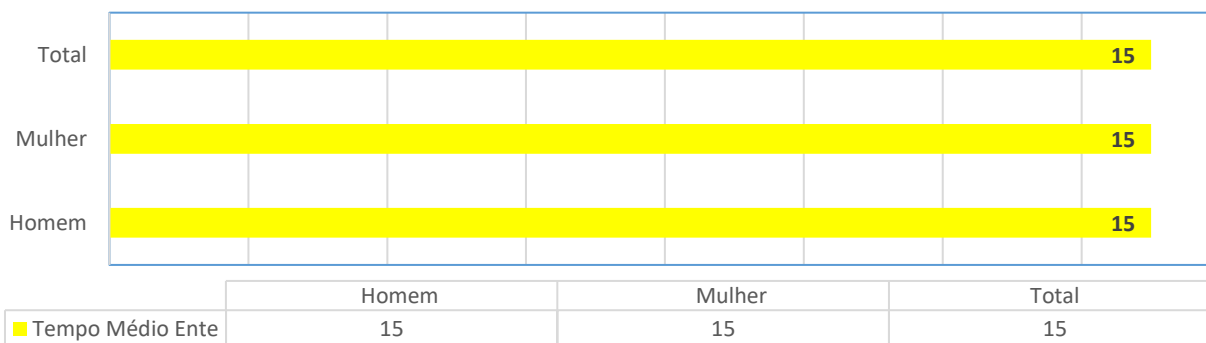 Total 15
Mulher 15
Homem 15
Homem Mulher Total
Tempo Médio Ente 15 15 15